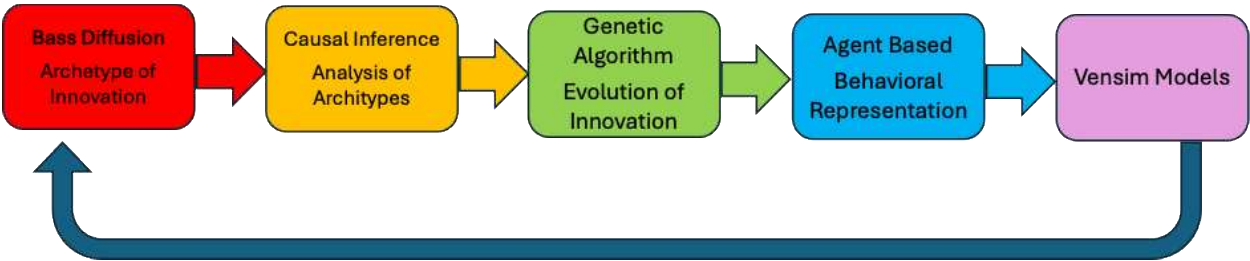 Bass Diffusion
Archetype of
Innovation
Causal Inference
Analysis of
Architypes
Genetic
Algorithm
Evolution of
Innovation
Agent Based
Behavioral
Representation
Vensim Models